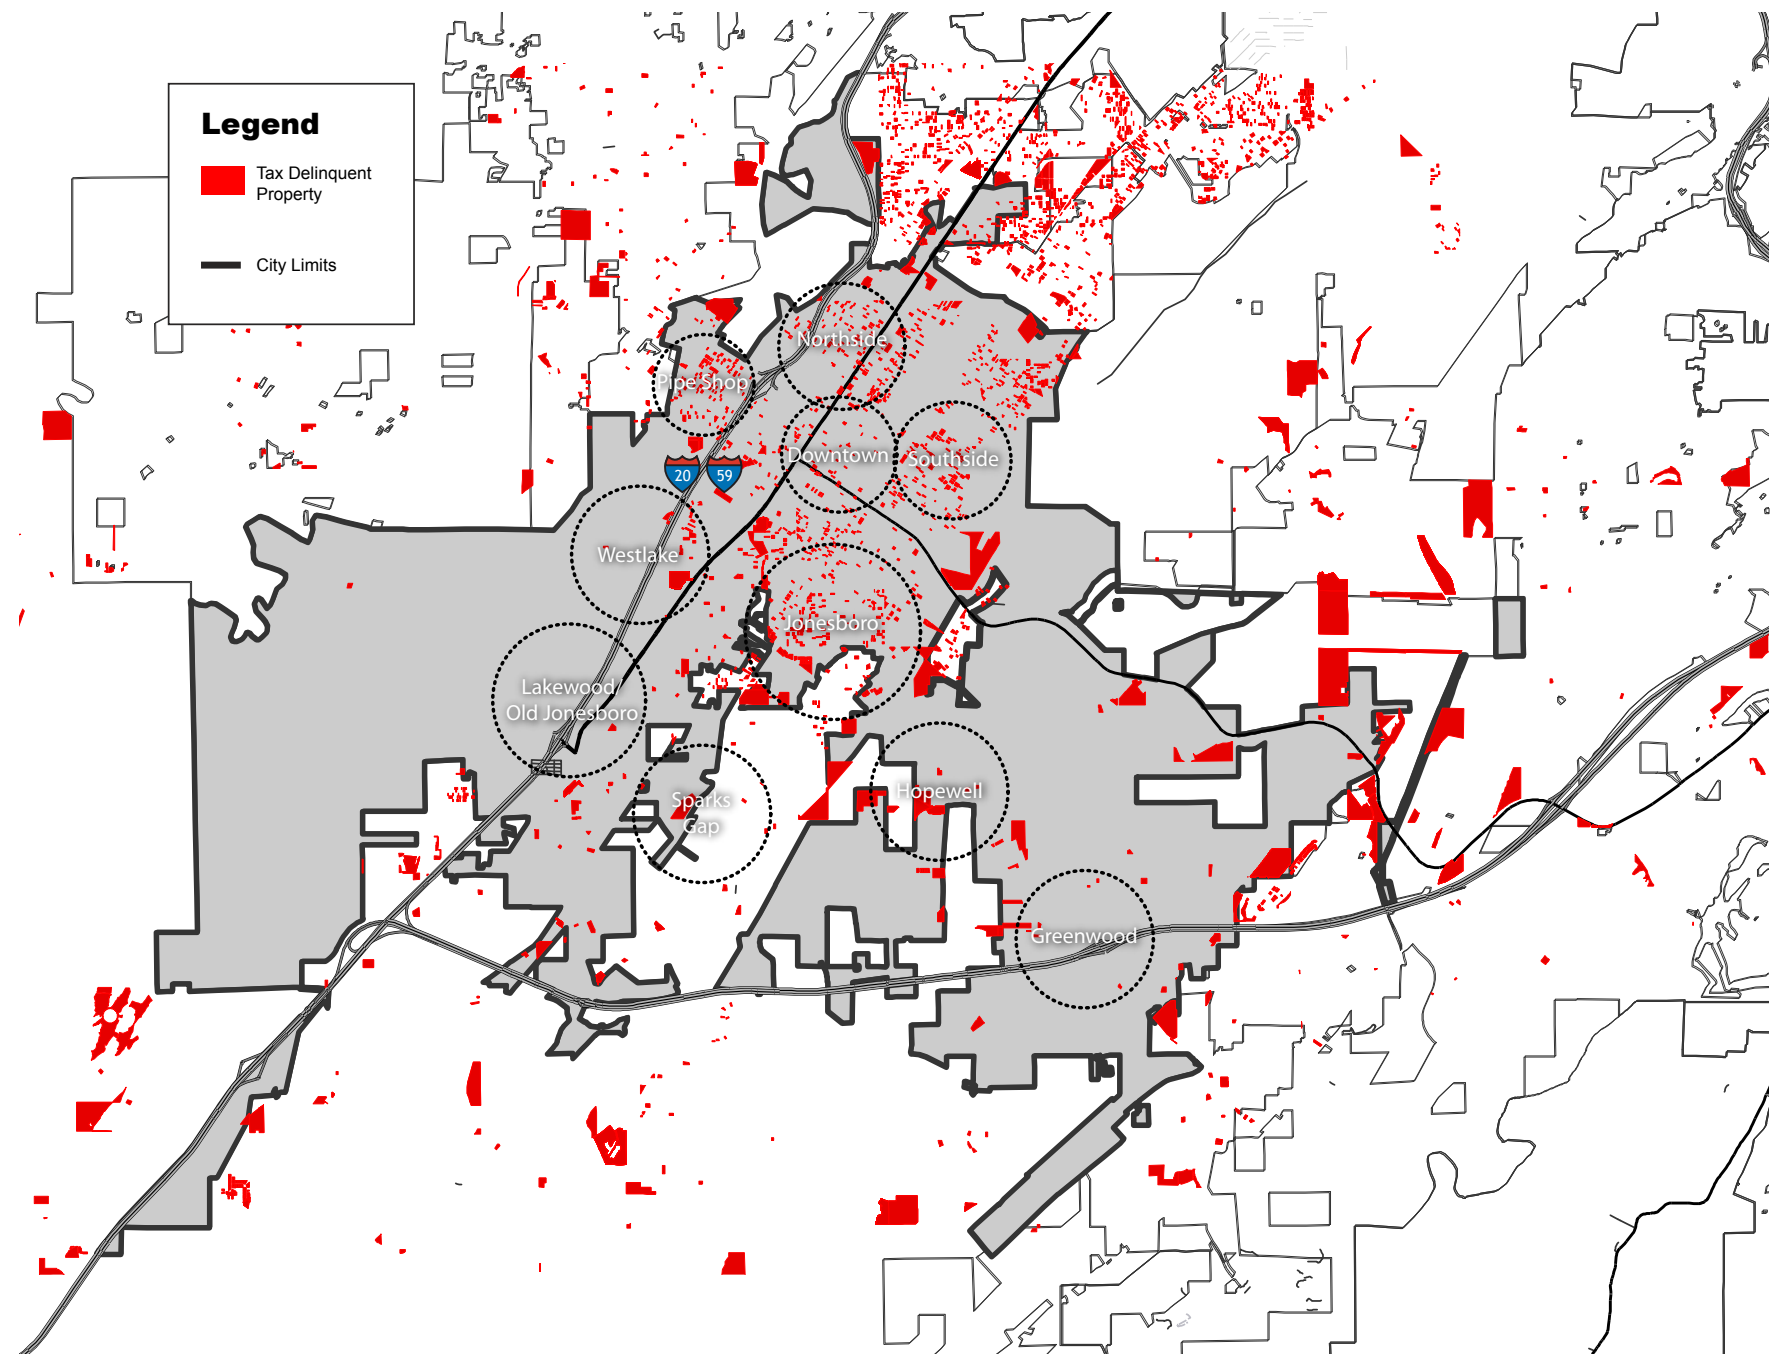 Legend
Tax Delinquent
Property
City Limits
Northside
Pipe Shop
Downtown
Southside
20
59
Westlake
Jonesboro
Lakewood/
Old Jonesboro
Sparks
Gap
Hopewell
Greenwood